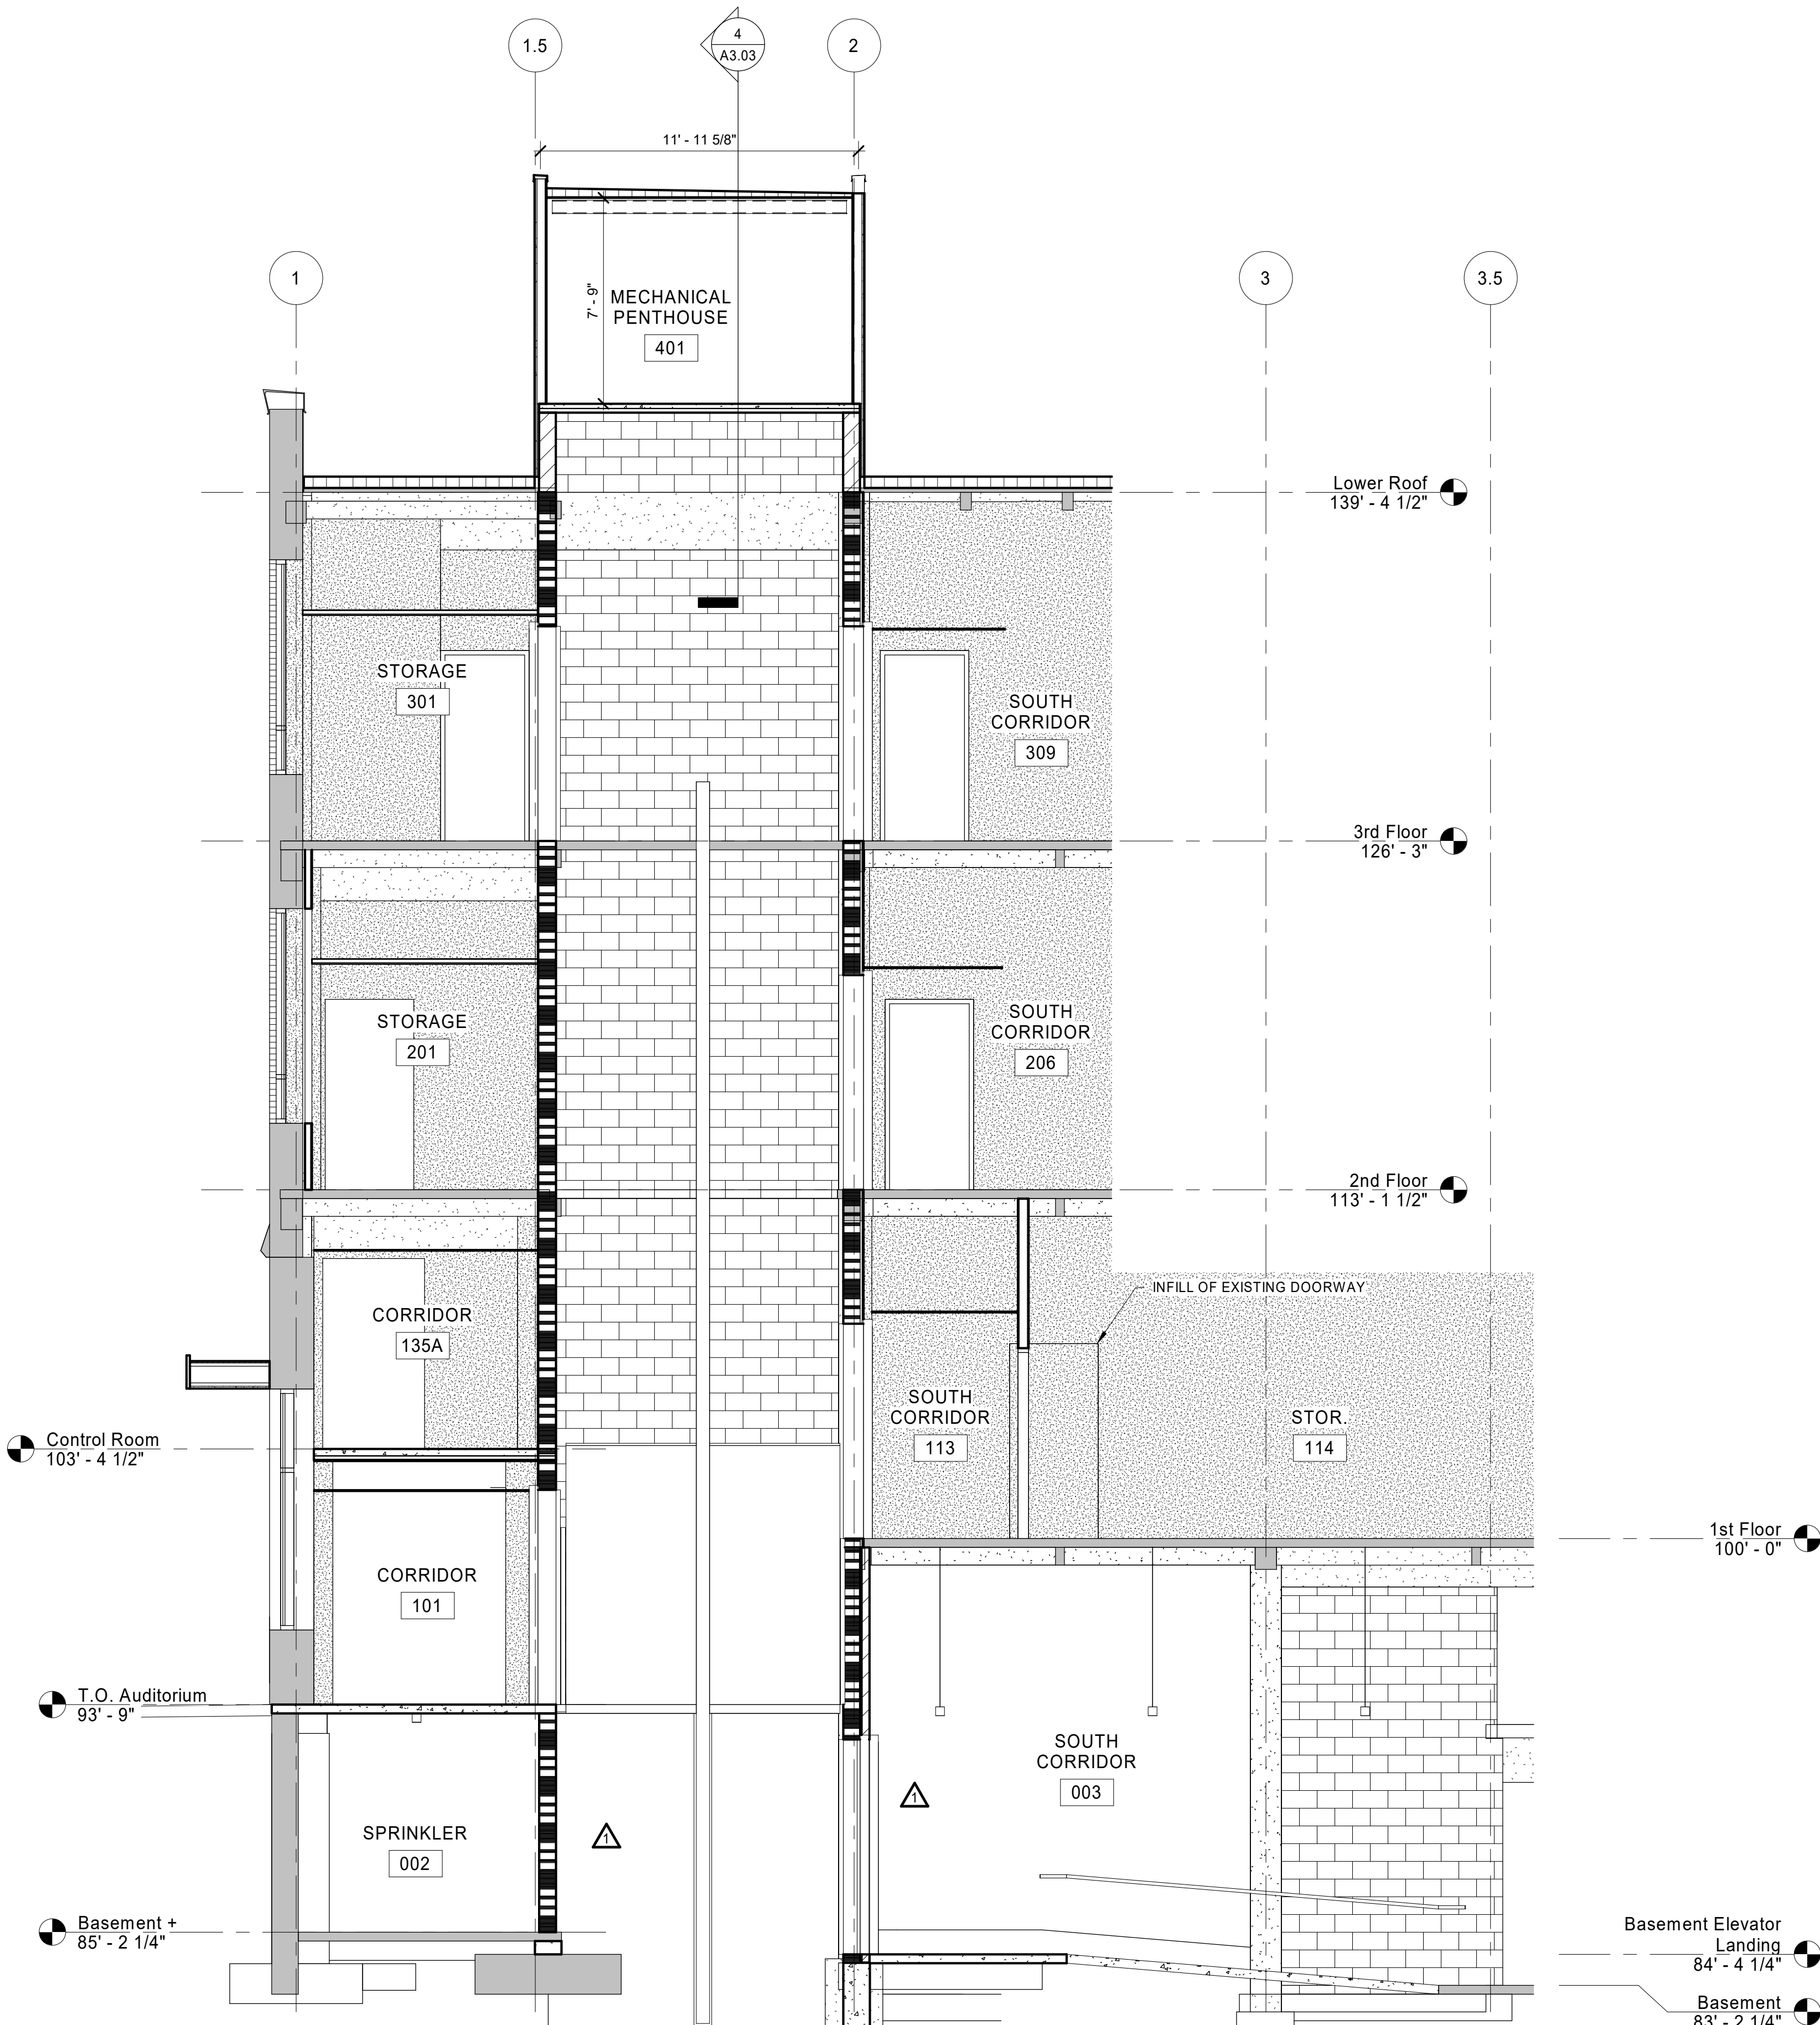 1.5
4
A3.03
2
11' - 11 5/8"
1
3
3.5
7' - 9"
MECHANICAL
PENTHOUSE
401
Lower Roof
139' - 4 1/2"
STORAGE
301
SOUTH
CORRIDOR
309
3rd Floor
126' - 3"
STORAGE
201
SOUTH
CORRIDOR
206
2nd Floor
113' - 1 1/2"
INFILL OF EXISTING DOORWAY
CORRIDOR
135A
SOUTH
CORRIDOR
113
STOR.
114
Control Room
103' - 4 1/2"
1st Floor
100' - 0"
CORRIDOR
101
T.O. Auditorium
93' - 9"
SOUTH
CORRIDOR
003
1
1
SPRINKLER
002
Basement +
85' - 2 1/4"
Basement Elevator
Landing
84' - 4 1/4"
Basement
83' - 2 1/4"